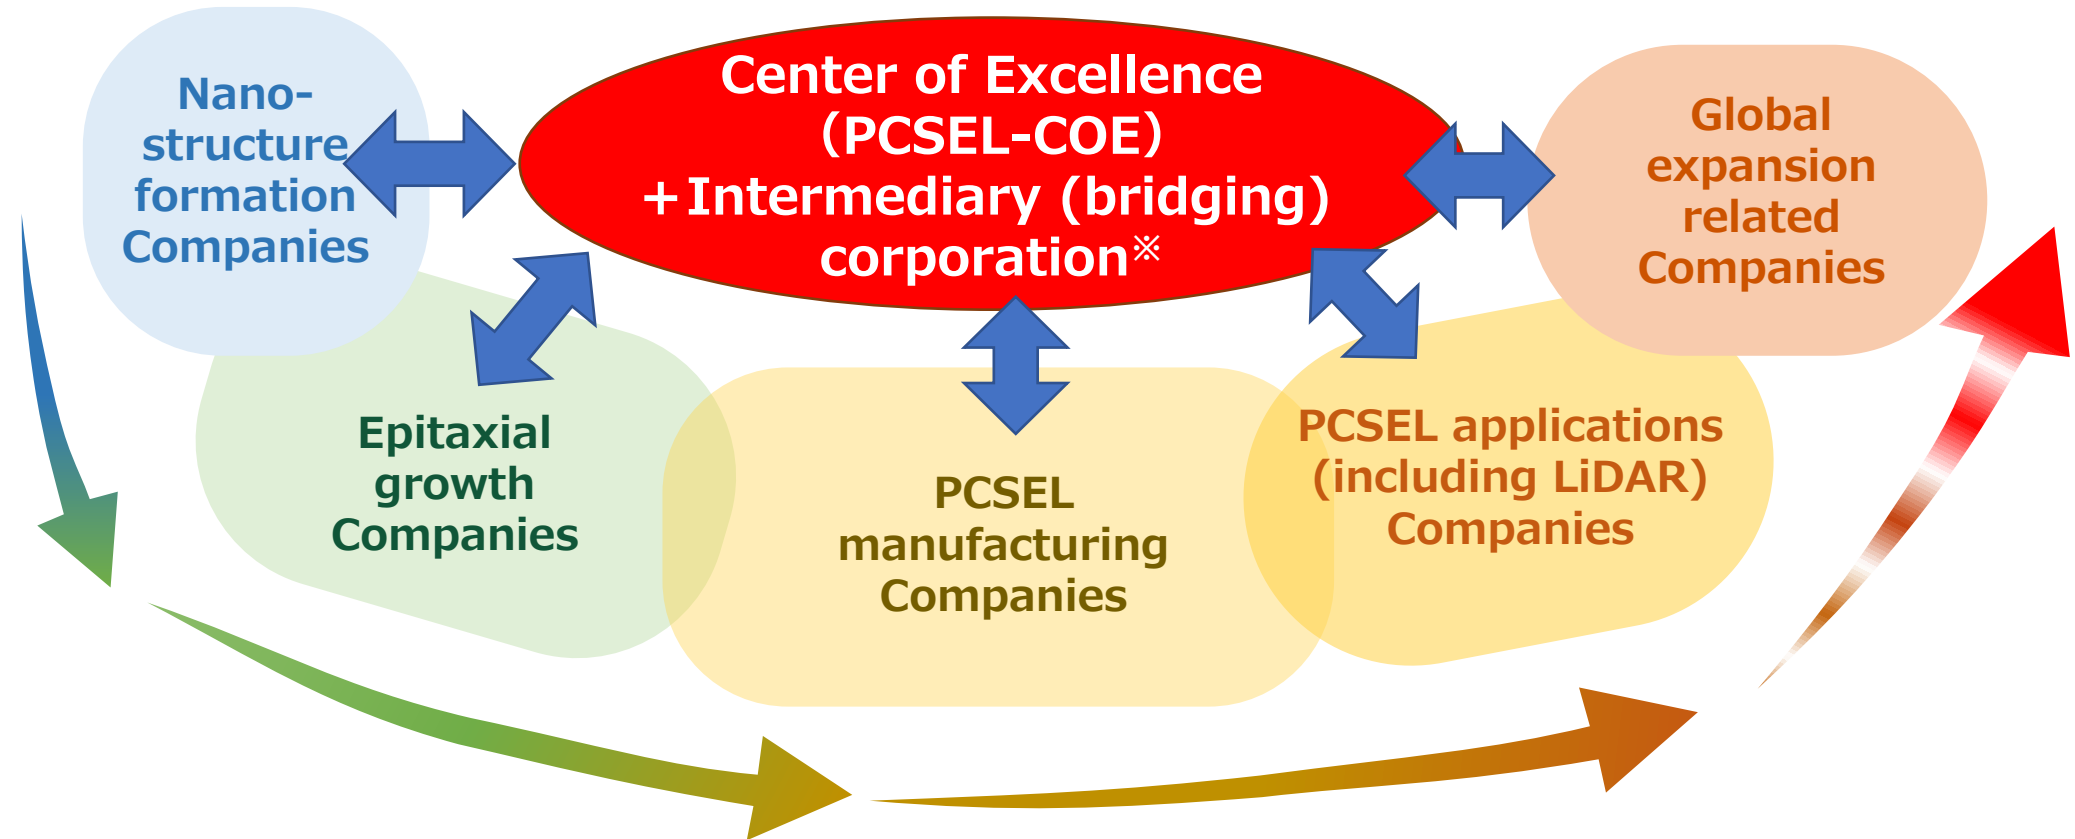 Nano-
structure
formation
Companies
Center of Excellence
(PCSEL-COE)
+Intermediary (bridging)
corporation※
Global
expansion
related
Companies
Epitaxial
growth
Companies
PCSEL
manufacturing
Companies
PCSEL applications
(including LiDAR)
Companies